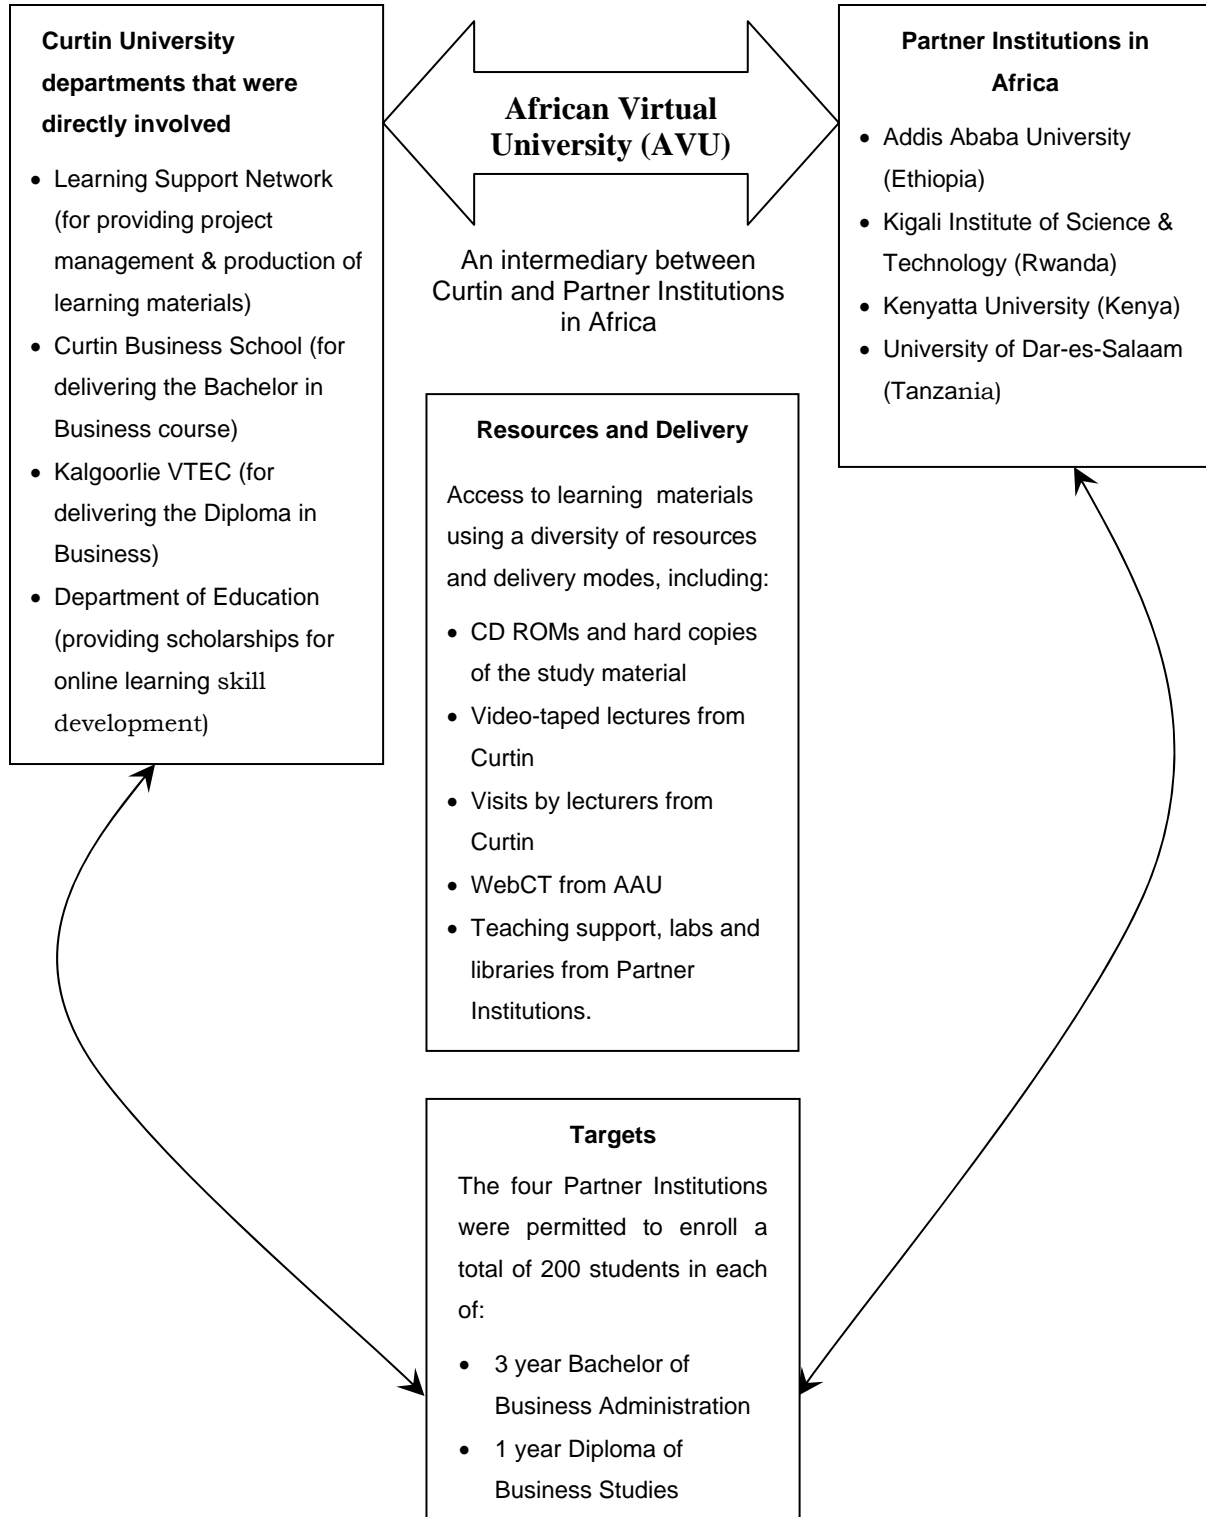 Curtin University
departments that were
directly involved
• Learning Support Network
(for providing project
management & production of
learning materials)
• Curtin Business School (for
delivering the Bachelor in
Business course)
• Kalgoorlie VTEC (for
delivering the Diploma in
Business)
• Department of Education
(providing scholarships for
online learning skill
development)
African Virtual
University (AVU)
An intermediary between
Curtin and Partner Institutions
in Africa
Partner Institutions in
Africa
• Addis Ababa University
(Ethiopia)
• Kigali Institute of Science &
Technology (Rwanda)
• Kenyatta University (Kenya)
• University of Dar-es-Salaam
(Tanzania)
Resources and Delivery
Access to learning materials
using a diversity of resources
and delivery modes, including:
• CD ROMs and hard copies
of the study material
• Video-taped lectures from
Curtin
• Visits by lecturers from
Curtin
• WebCT from AAU
• Teaching support, labs and
libraries from Partner
Institutions.
Targets
The four Partner Institutions
were permitted to enroll a
total of 200 students in each
of:
• 3 year Bachelor of
Business Administration
• 1 year Diploma of
Business Studies